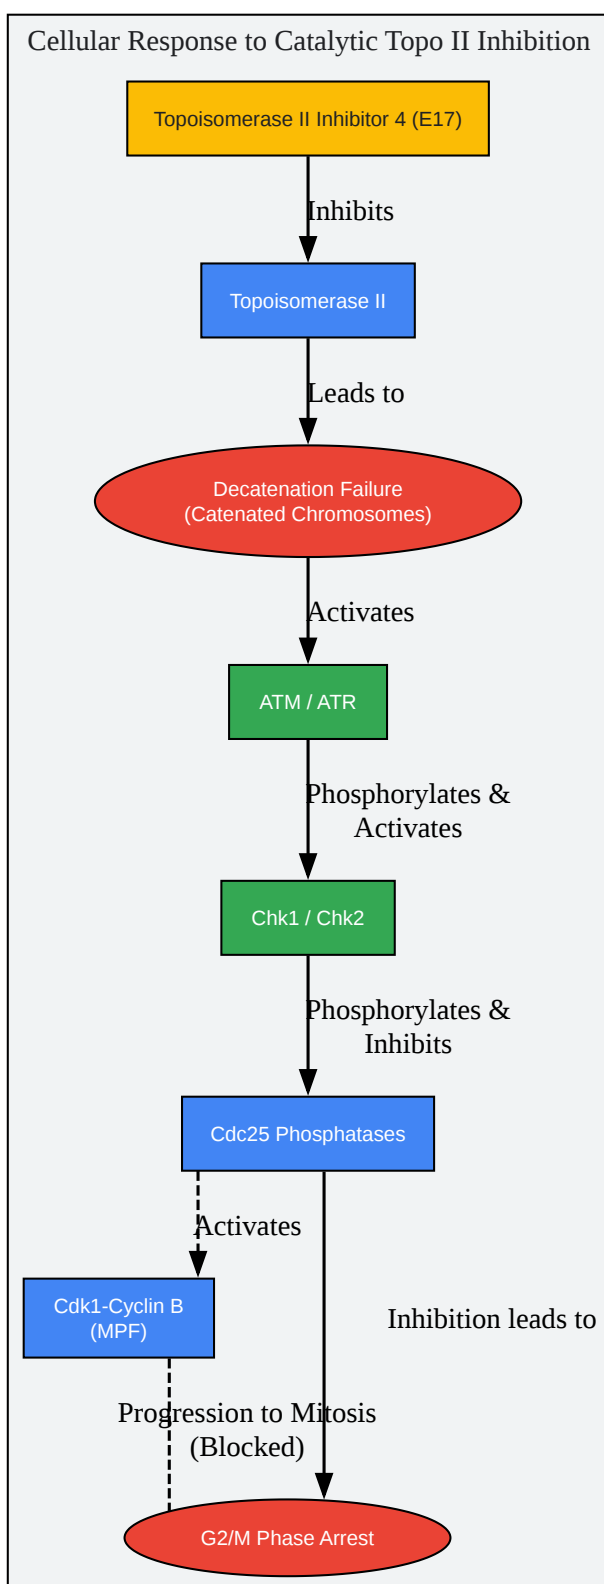 Cellular Response to Catalytic Topo II Inhibition
Topoisomerase II Inhibitor 4 (E17)
Inhibits
Topoisomerase II
Leads to
Decatenation Failure
(Catenated Chromosomes)
Activates
ATM / ATR
Phosphorylates &
Activates
Chk1 / Chk2
Phosphorylates &
Inhibits
Cdc25 Phosphatases
Activates
Cdk1-Cyclin B
(MPF)
Inhibition leads to
Progression to Mitosis
(Blocked)
G2/M Phase Arrest